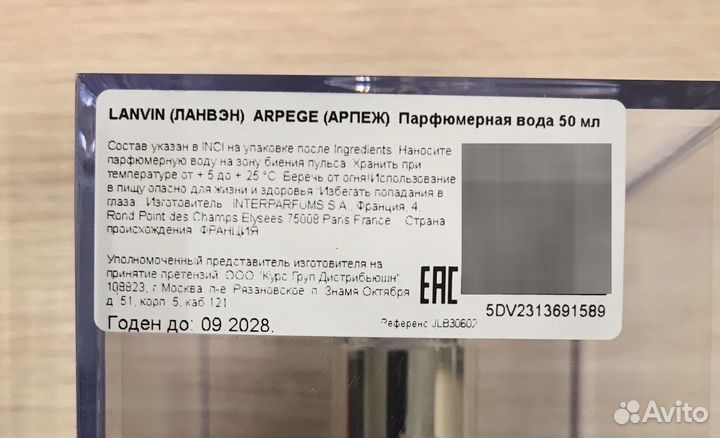 LANVIN (ЛАНВЭН) ARPEGE (АРПЕЖ) Парфюмерная вода 50 мл
Состав указан в INCI на упаковке после Ingredients. Наносите
парфюмерную воду на зону биения пульса. Хранить при
температуре от + 5 до + 25 °C. Беречь от огня!Использование
в пищу опасно для жизни и здоровья. Избегать попадания в
глаза. Изготовитель: INTERPARFUMS S.A., Франция, 4,
Rond Point des Champs Elysees 75008 Paris France. Страна
происхождения: ФРАНЦИЯ
Уполномоченный представитель изготовителя на
принятие претензий: ООО "Курс Груп Дистрибьюшн"
109923, г. Москва, п-е. Рязановское, п. Знамя Октября,
д. 51, корп. 5, каб.121
EAC
5DV2313691589
Годен до: 09.2028.
Референс JLB30602
Avito